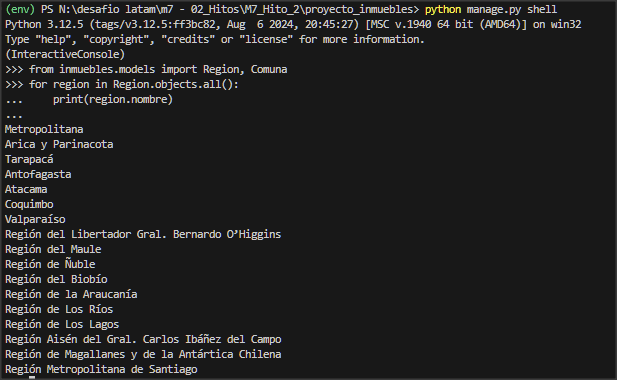 (env) PS N:\desafio latam\m7 - 02_Hitos\M7_Hito_2\proyecto_inmuebles> python manage.py shell
Python 3.12.5 (tags/v3.12.5:ff3bc82, Aug  6 2024, 20:45:27) [MSC v.1940 64 bit (AMD64)] on win32
Type "help", "copyright", "credits" or "license" for more information.
(InteractiveConsole)
>>> from inmuebles.models import Region, Comuna
>>> for region in Region.objects.all():
...     print(region.nombre)
...
Metropolitana
Arica y Parinacota
Tarapacá
Antofagasta
Atacama
Coquimbo
Valparaíso
Región del Libertador Gral. Bernardo O’Higgins
Región del Maule
Región de Ñuble
Región del Biobío
Región de la Araucanía
Región de Los Ríos
Región de Los Lagos
Región Aisén del Gral. Carlos Ibáñez del Campo
Región de Magallanes y de la Antártica Chilena
Región Metropolitana de Santiago